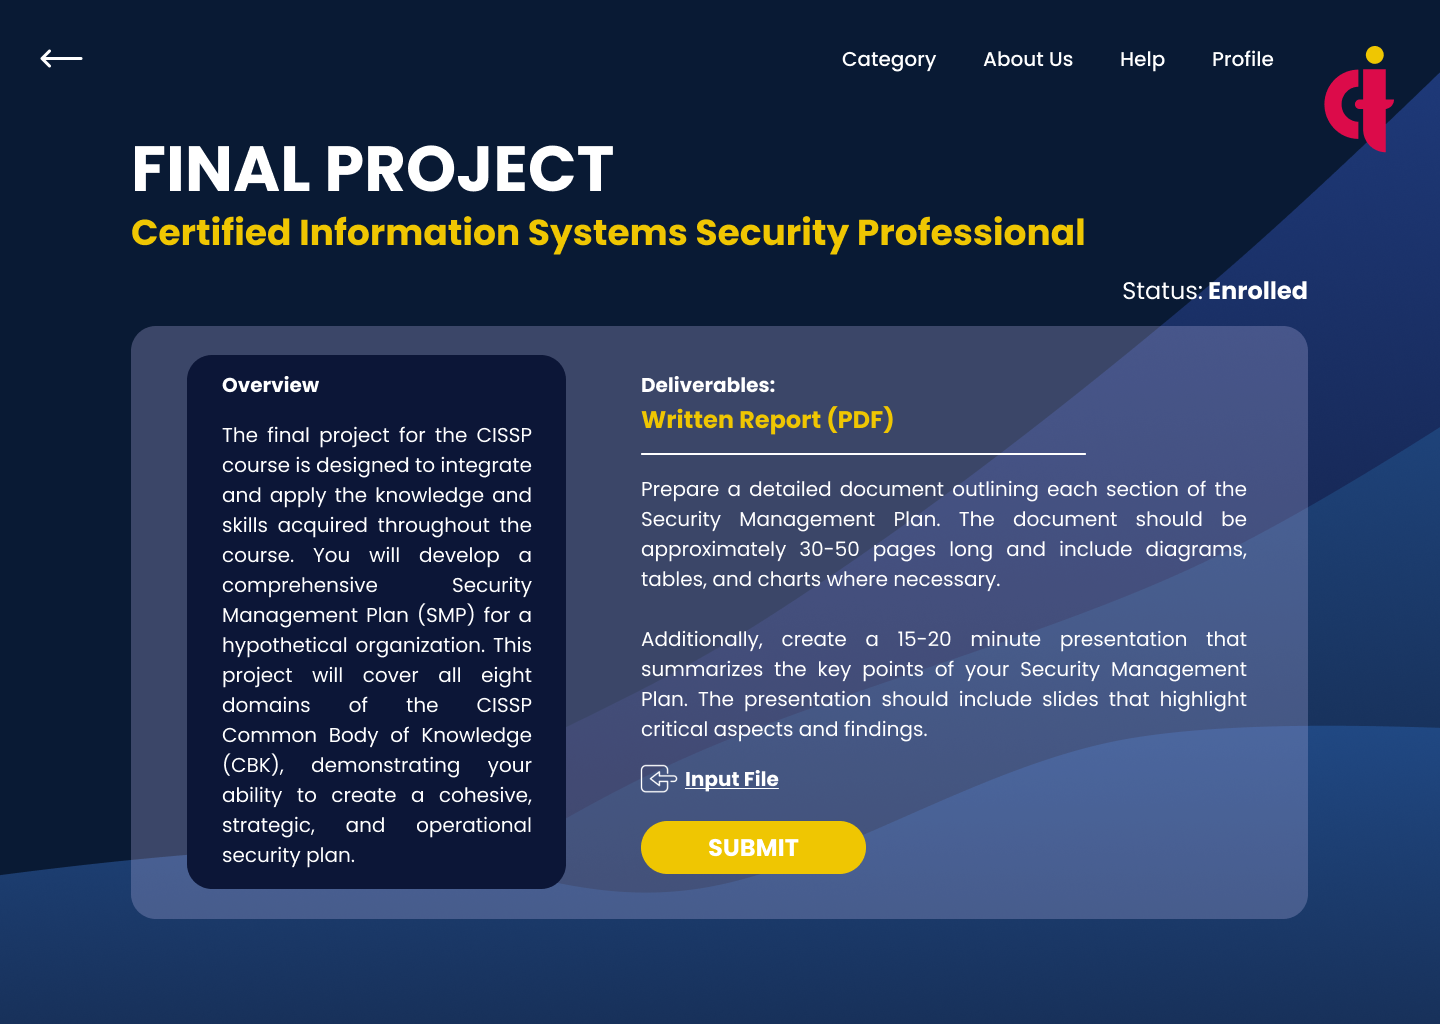 Category About Us Help Profile
FINAL PROJECT
Certified Information Systems Security Professional
Status: Enrolled
Overview
The final project for the CISSP
course is designed to integrate
and apply the knowledge and
skills acquired throughout the
course. You will develop a
comprehensive Security
Management Plan (SMP) for a
hypothetical organization. This
project will cover all eight
domains of the CISSP
Common Body of Knowledge
(CBK), demonstrating your
ability to create a cohesive,
strategic, and operational
security plan.
Deliverables:
Written Report (PDF)
Prepare a detailed document outlining each section of the
Security Management Plan. The document should be
approximately 30-50 pages long and include diagrams,
tables, and charts where necessary.
Additionally, create a 15-20 minute presentation that
summarizes the key points of your Security Management
Plan. The presentation should include slides that highlight
critical aspects and findings.
Input File
SUBMIT